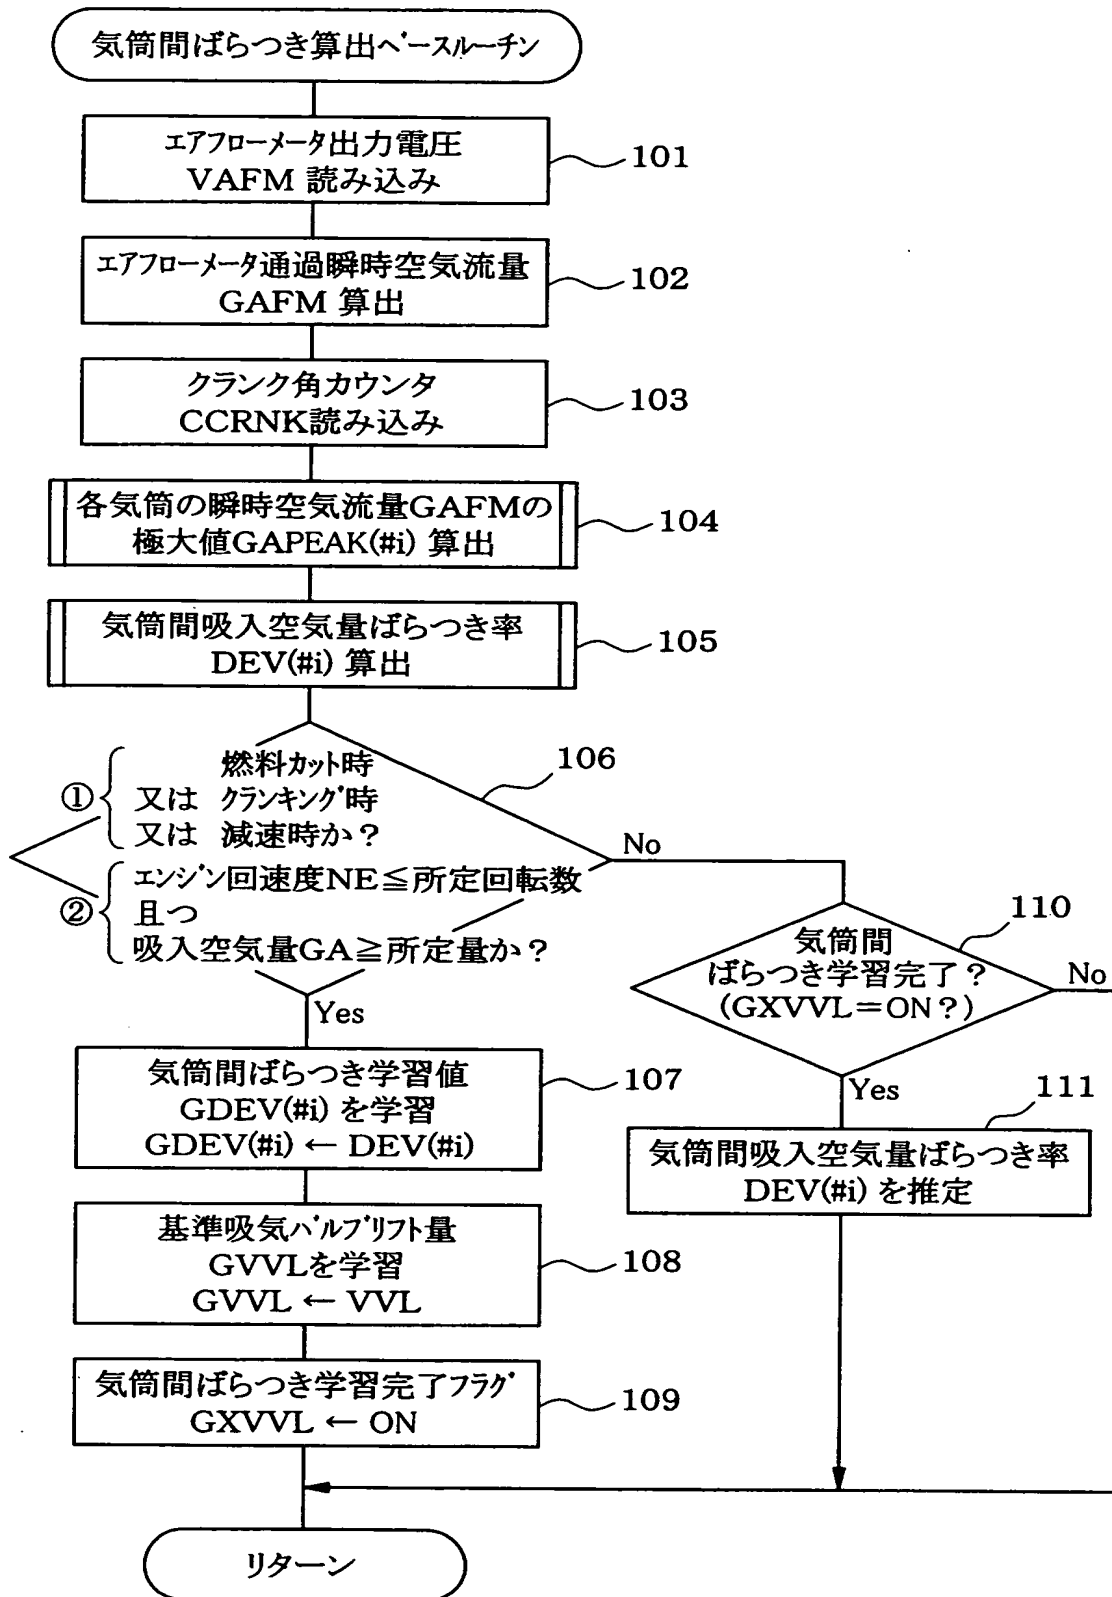 気筒間ばらつき算出ベースルーチン
エアフローメータ出力電圧
VAFM 読み込み
101
エアフローメータ通過瞬時空気流量
GAFM 算出
102
クランク角カウンタ
CCRNK読み込み
103
各気筒の瞬時空気流量GAFMの
極大値GAPEAK(#i) 算出
104
気筒間吸入空気量ばらつき率
DEV(#i) 算出
105
106
燃料カット時
① 又は クランキング時
又は 減速時か？
エンジン回速度NE≦所定回転数
② 且つ
吸入空気量GA≧所定量か？
No
Yes
気筒間ばらつき学習値
GDEV(#i) を学習
GDEV(#i) ← DEV(#i)
107
基準吸気バルブリフト量
GVVLを学習
GVVL ← VVL
108
気筒間ばらつき学習完了フラグ
GXVVL ← ON
109
110
気筒間
ばらつき学習完了？
(GXVVL＝ON？)
No
Yes
111
気筒間吸入空気量ばらつき率
DEV(#i) を推定
リターン